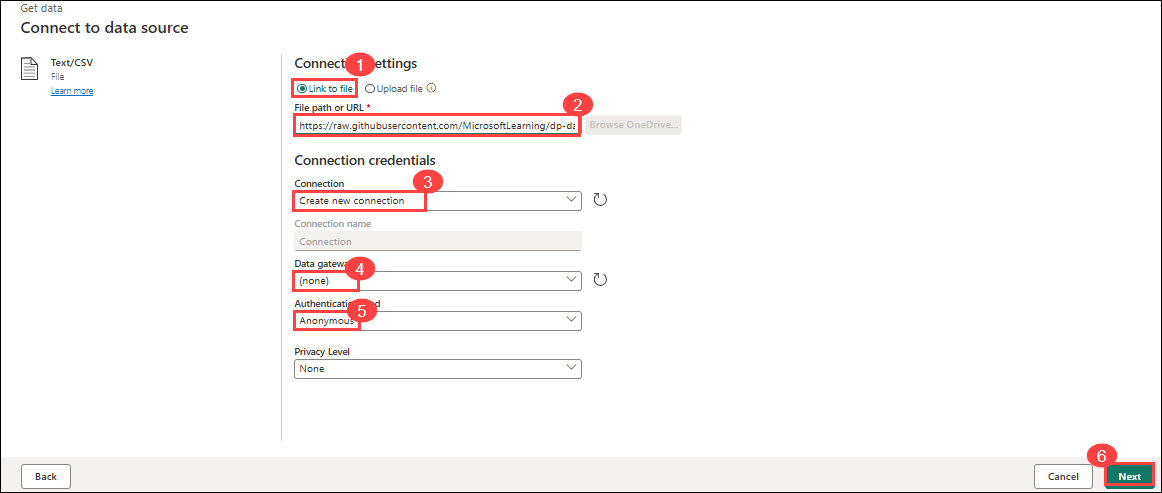 Get data
Connect to data source
Text/CSV
File
Learn more
1
Connect ettings
Link to file Upload file
2
File path or URL *
https://raw.githubusercontent.com/MicrosoftLearning/dp-da
Browse OneDrive...
Connection credentials
3
Connection
Create new connection
Connection name
Connection
4
Data gatewa
(none)
5
Authenticatio d
Anonymous
Privacy Level
None
6
Back
Cancel
Next